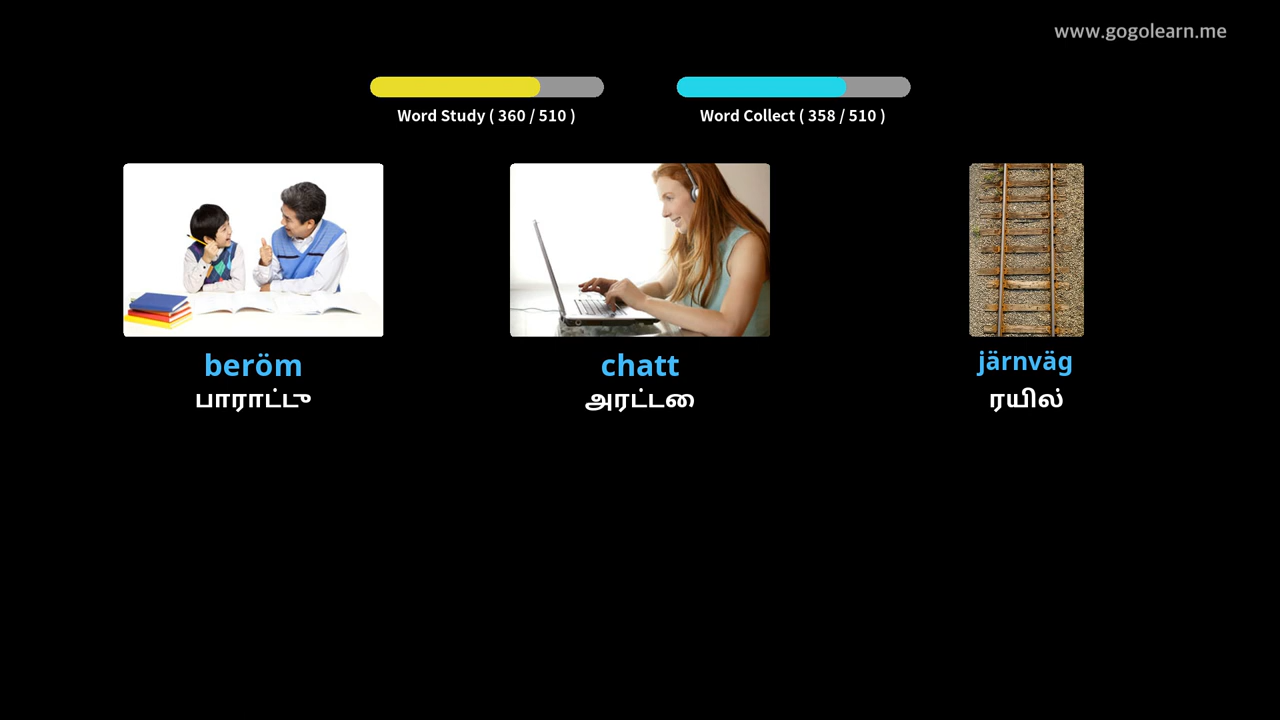 www.gogolearn.me
Word Study ( 360 / 510 )
Word Collect ( 358 / 510 )
beröm
chatt
järnväg
பாராட்டு
அரட்டை
ரயில்